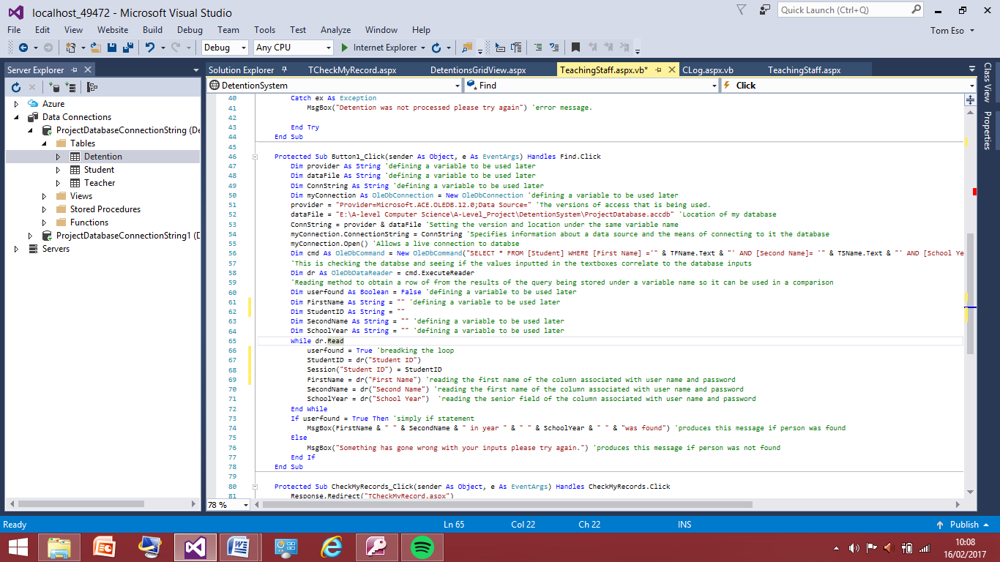 localhost_49472 - Microsoft Visual Studio
Quick Launch (Ctrl+Q)
File Edit View Website Build Debug Team Tools Test Analyze Window Help
Tom Eso
Debug Any CPU Internet Explorer
Server Explorer
Solution Explorer TCheckMyRecord.aspx DetentionsGridView.aspx TeachingStaff.aspx.vb* CLog.aspx.vb TeachingStaff.aspx
Class View
Properties
DetentionSystem Find Click
Azure
Data Connections
ProjectDatabaseConnectionString (De
Tables
Detention
Student
Teacher
Views
Stored Procedures
Functions
ProjectDatabaseConnectionString1 (D
Servers
40 Catch ex As Exception
41 MsgBox("Detention was not processed please try again") 'error message.
42
43 End Try
44 End Sub
45
46 Protected Sub Button1_Click(sender As Object, e As EventArgs) Handles Find.Click
47 Dim provider As String 'defining a variable to be used later
48 Dim dataFile As String 'defining a variable to be used later
49 Dim ConnString As String 'defining a variable to be used later
50 Dim myConnection As OleDbConnection = New OleDbConnection 'defining a variable to be used later
51 provider = "Provider=Microsoft.ACE.OLEDB.12.0;Data Source=" 'The versions of access that is being used.
52 dataFile = "E:\A-level Computer Science\A-Level_Project\DetentionSystem\ProjectDatabase.accdb" 'Location of my database
53 ConnString = provider & dataFile 'Setting the version and location under the same variable name
54 myConnection.ConnectionString = ConnString 'Specifies information about a data source and the means of connecting to it the database
55 myConnection.Open() 'Allows a live connection to databse
56 Dim cmd As OleDbCommand = New OleDbCommand("SELECT * FROM [Student] WHERE [First Name] ='" & TFName.Text & "' AND [Second Name]= '" & TSName.Text & "' AND [School Ye
57 'This is checking the databse and seeing if the values inputted in the textboxes correlate to the database inputs
58 Dim dr As OleDbDataReader = cmd.ExecuteReader
59 'Reading method to obtain a row of from the results of the query being stored under a variable name so it can be used in a comparison
60 Dim userfound As Boolean = False 'defining a variable to be used later
61 Dim FirstName As String = "" 'defining a variable to be used later
62 Dim StudentID As String = ""
63 Dim SecondName As String = "" 'defining a variable to be used later
64 Dim SchoolYear As String = "" 'defining a variable to be used later
65 While dr.Read
66 userfound = True 'breadking the loop
67 StudentID = dr("Student ID")
68 Session("Student ID") = StudentID
69 FirstName = dr("First Name") 'reading the first name of the column associated with user name and password
70 SecondName = dr("Second Name") 'reading the first name of the column associated with user name and password
71 SchoolYear = dr("School Year") 'reading the senior field of the column associated with user name and password
72 End While
73 If userfound = True Then 'simply if statement
74 MsgBox(FirstName & " " & SecondName & " in year " & " " & SchoolYear & " " & "was found") 'produces this message if person was found
75 Else
76 MsgBox("Something has gone wrong with your inputs please try again.") 'produces this message if person was not found
77 End If
78 End Sub
79
80 Protected Sub CheckMyRecords_Click(sender As Object, e As EventArgs) Handles CheckMyRecords.Click
81 Response.Redirect("TCheckMyRecord.aspx")
78 %
Ready Ln 65 Col 22 Ch 22 INS Publish
10:08
16/02/2017